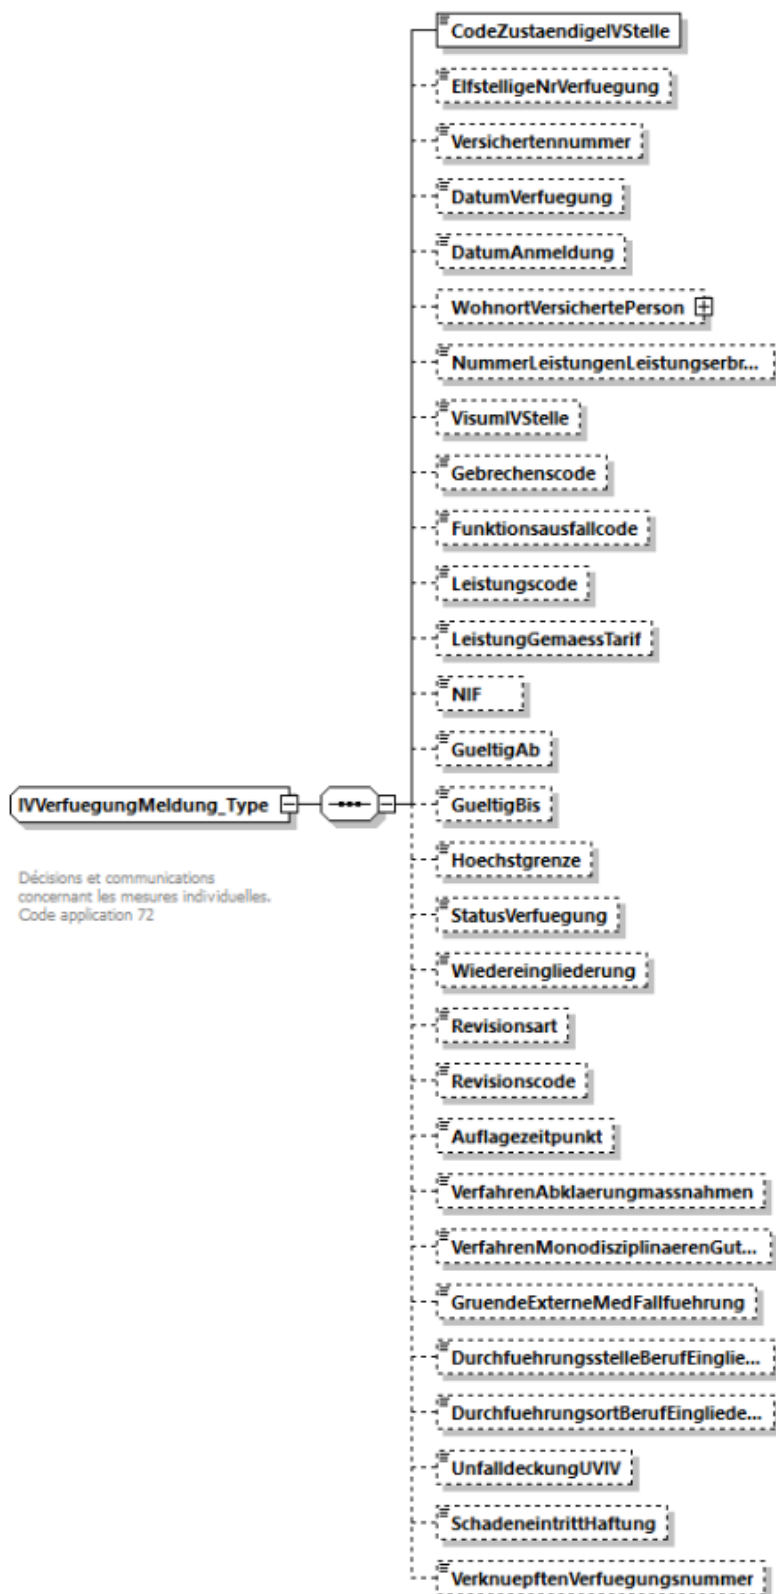 CodeZustaendigeIVStelle
ElfstelligeNrVerfuegung
Versichertennummer
DatumVerfuegung
DatumAnmeldung
WohnortVersichertePerson
NummerLeistungenLeistungserbr...
VisumIVStelle
Gebrechenscode
Funktionsausfallcode
Leistungscode
LeistungGemaessTarif
NIF
GueltigAb
IVVerfuegungMeldung_Type
GueltigBis
Décisions et communications
concernant les mesures individuelles.
Code application 72
Hoechstgrenze
StatusVerfuegung
Wiedereingliederung
Revisionsart
Revisionscode
Auflagezeitpunkt
VerfahrenAbklaerungmassnahmen
VerfahrenMonodisziplinaerenGut...
GruendeExterneMedFallfuehrung
DurchfuehrungsstelleBerufEinglie...
DurchfuehrungsortBerufEingliede...
UnfalldeckungUVIV
SchadeneintrittHaftung
VerknuepftenVerfuegungsnummer